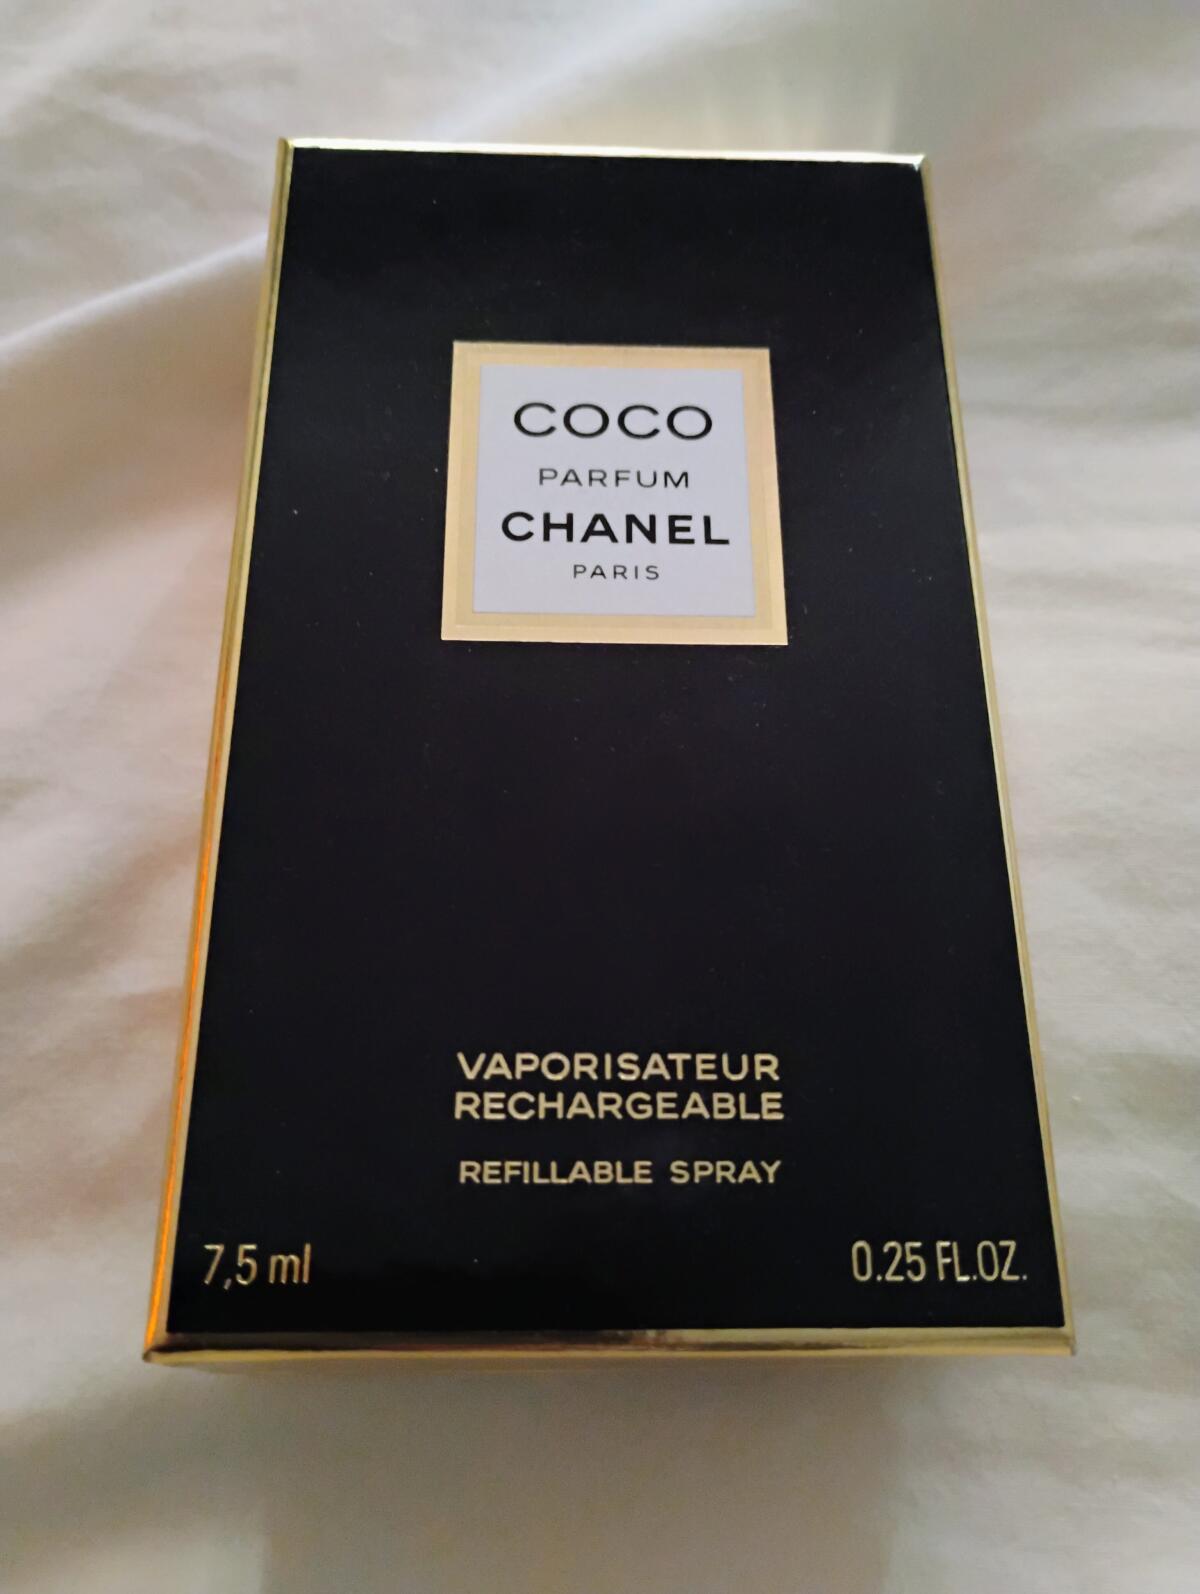 COCO
PARFUM
CHANEL
PARIS
VAPORISATEUR
RECHARGEABLE
REFILLABLE SPRAY
7,5 ml 0.25 FL.OZ.